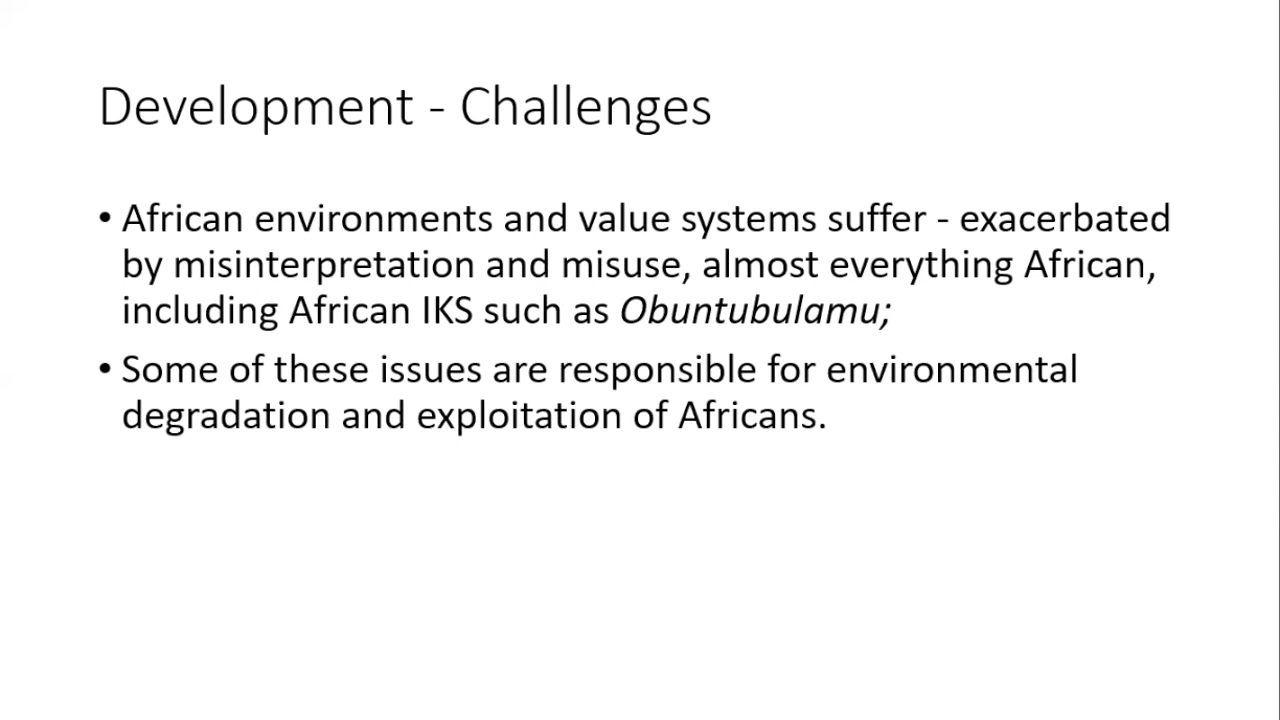 Development - Challenges
• African environments and value systems suffer - exacerbated
by misinterpretation and misuse, almost everything African,
including African IKS such as Obuntubulamu;
• Some of these issues are responsible for environmental
degradation and exploitation of Africans.